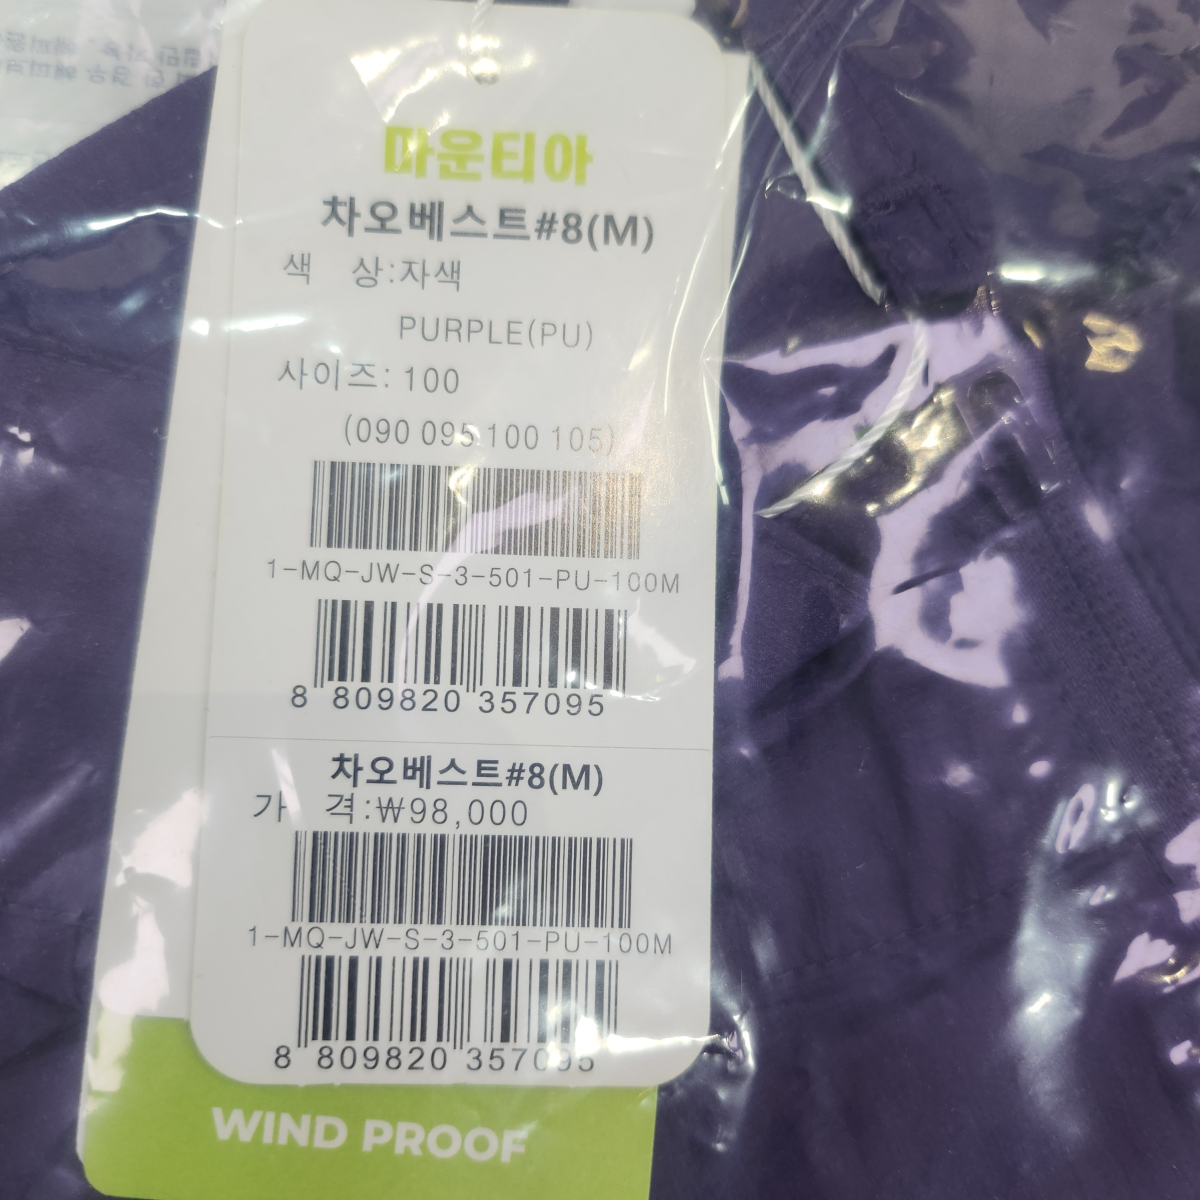 마운티아
차오베스트#8(M)
색 상:자색
PURPLE(PU)
사이즈: 100
(090 095 100 105)
1-MQ-JW-S-3-501-PU-100M
8 809820 357095
차오베스트#8(M)
가 격:₩98,000
1-MQ-JW-S-3-501-PU-100M
8 809820 357095
WIND PROOF